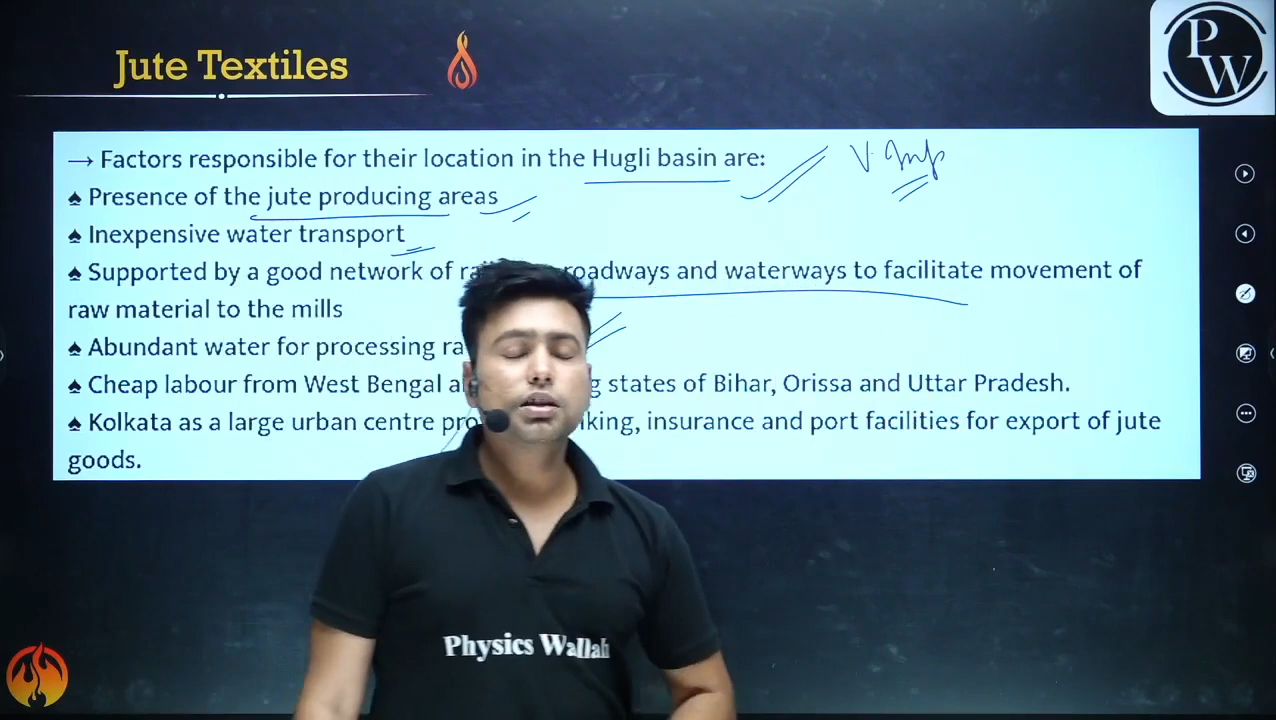 Jute Textiles
P
W
→ Factors responsible for their location in the Hugli basin are:
V. Imp
♠ Presence of the jute producing areas
♠ Inexpensive water transport
♠ Supported by a good network of roadways and waterways to facilitate movement of
raw material to the mills
♠ Abundant water for processing
♠ Cheap labour from West Bengal states of Bihar, Orissa and Uttar Pradesh.
♠ Kolkata as a large urban centre insurance and port facilities for export of jute
goods.
Physics Wallah